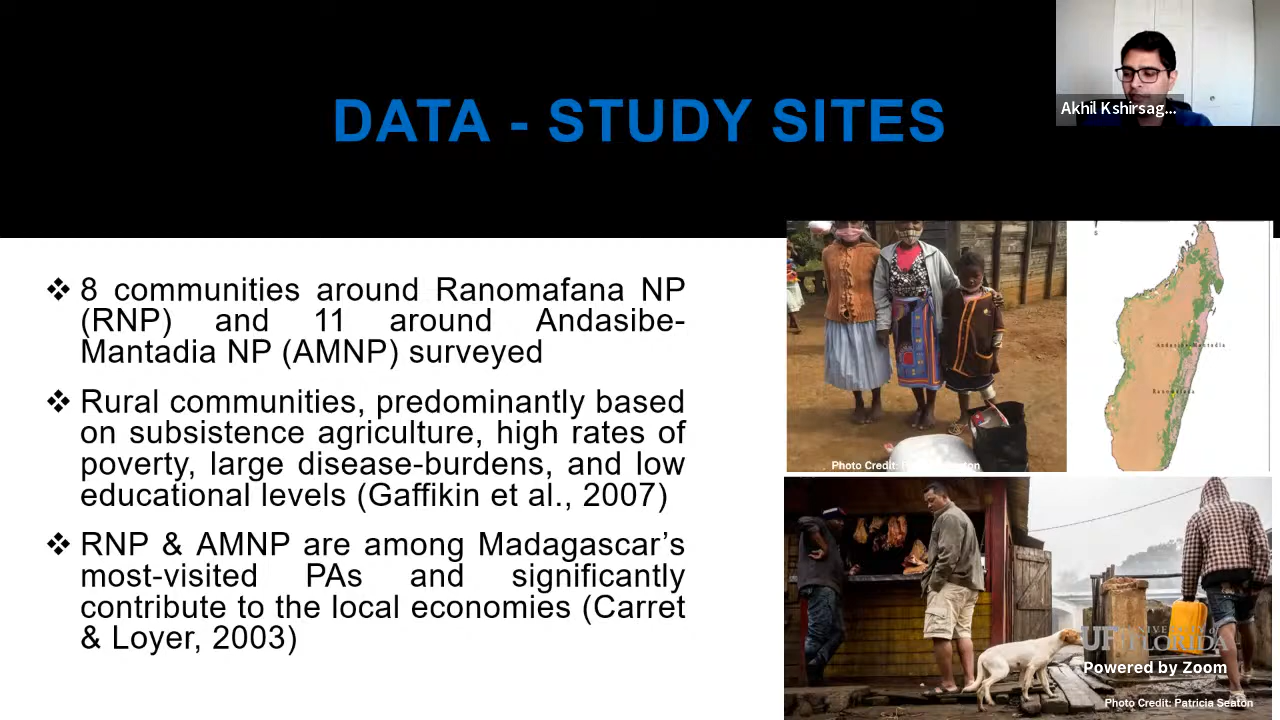 DATA - STUDY SITES
Akhil Kshirsag...
❖ 8 communities around Ranomafana NP
(RNP) and 11 around Andasibe-
Mantadia NP (AMNP) surveyed
❖ Rural communities, predominantly based
on subsistence agriculture, high rates of
poverty, large disease-burdens, and low
educational levels (Gaffikin et al., 2007)
❖ RNP & AMNP are among Madagascar's
most-visited PAs and significantly
contribute to the local economies (Carret
& Loyer, 2003)
S
Andasibe Mantadia
Ranomafana
Photo Credit:
UF UNIVERSITY of
FLORIDA
Powered by Zoom
Photo Credit: Patricia Seaton